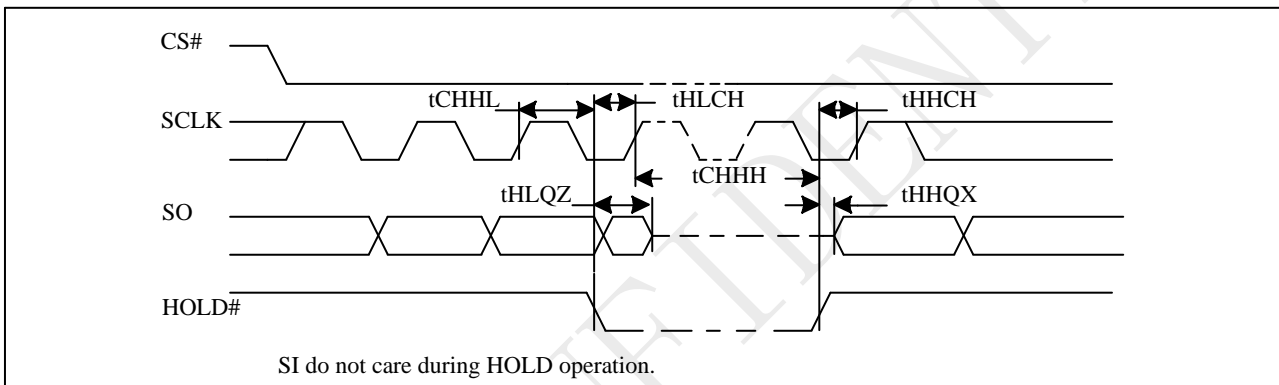 CS#
tCHHL
tHLCH
tHHCH
SCLK
tCHHH
tHLQZ
tHHQX
SO
HOLD#
SI do not care during HOLD operation.